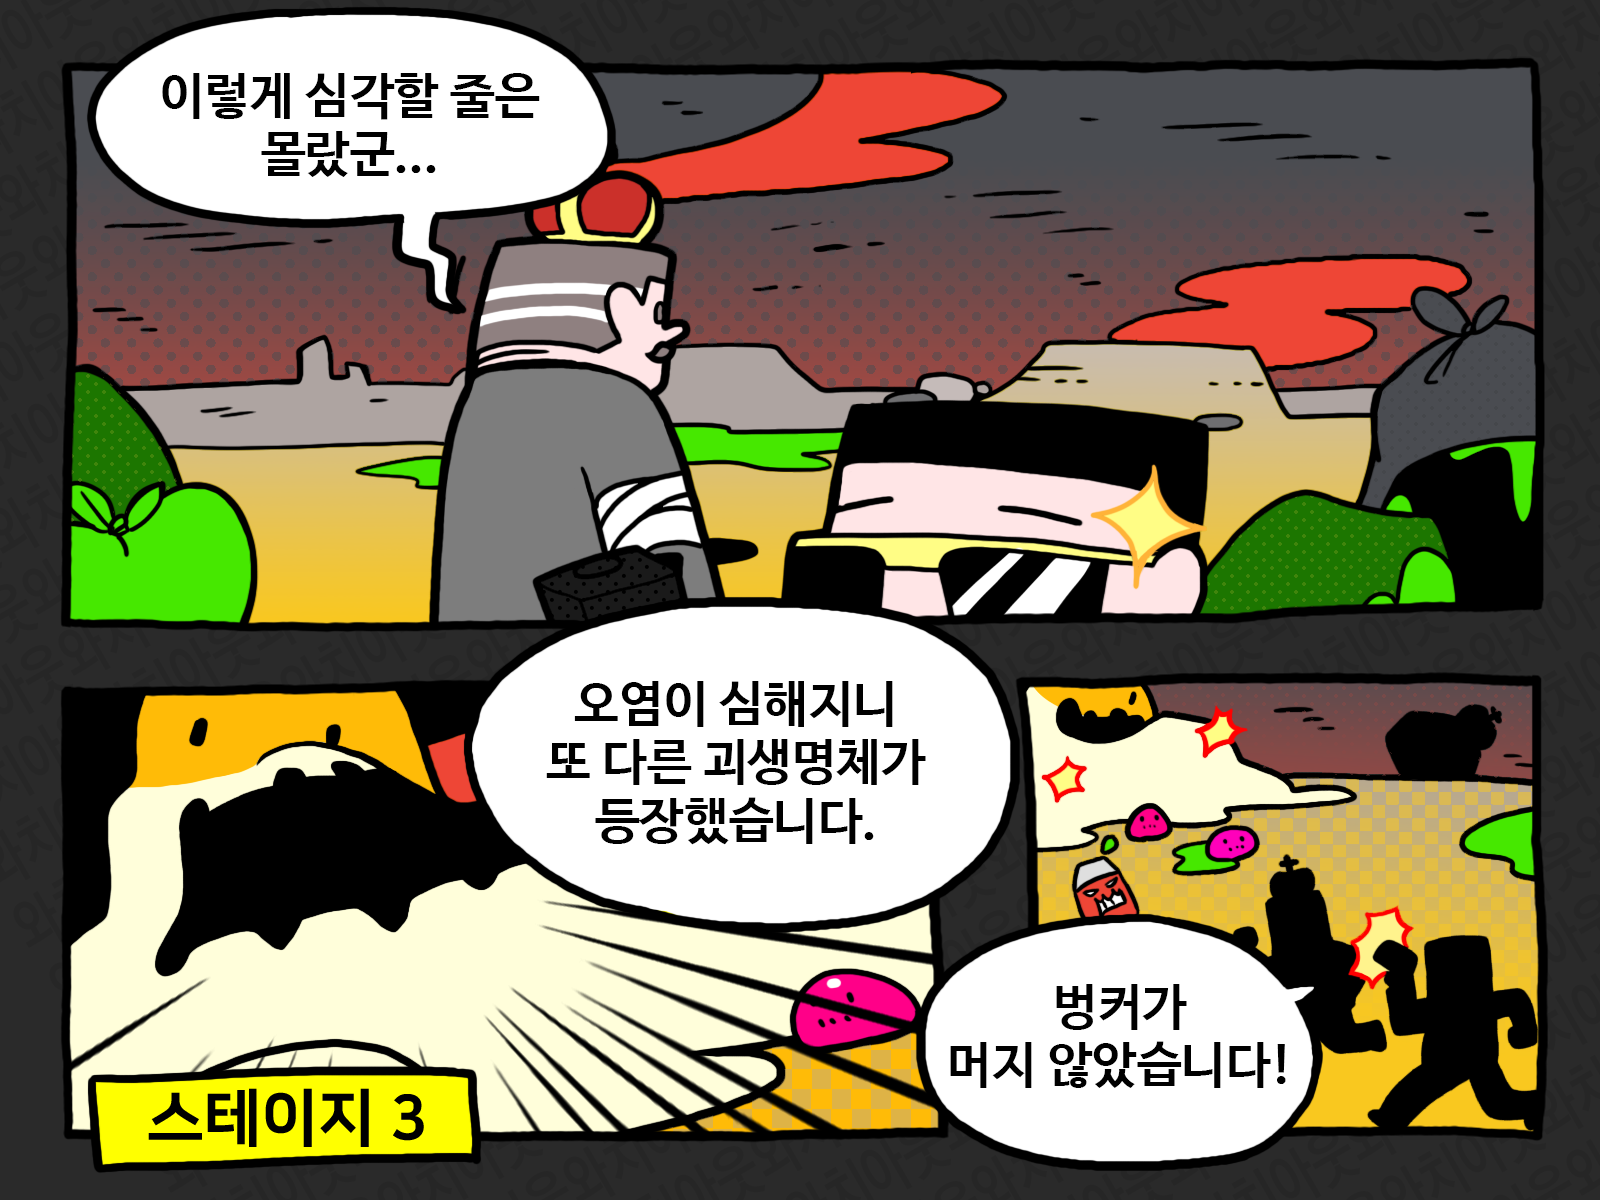 이렇게 심각할 줄은
몰랐군...
오염이 심해지니
또 다른 괴생명체가
등장했습니다.
벙커가
머지 않았습니다!
스테이지 3